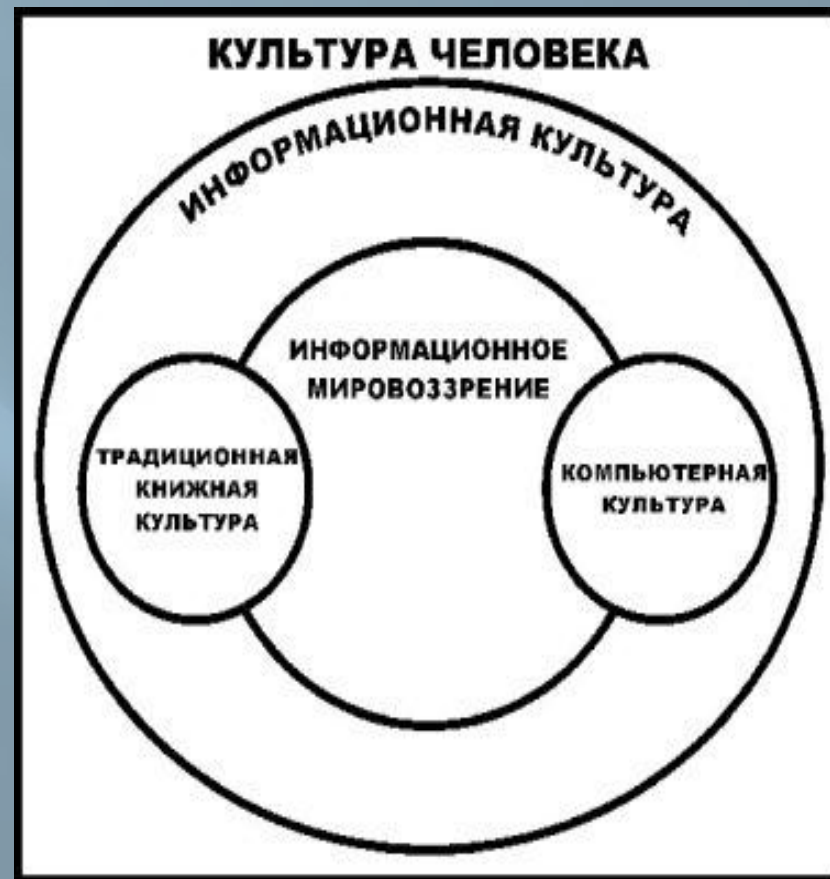 КУЛЬТУРА ЧЕЛОВЕКА
ИНФОРМАЦИОННАЯ КУЛЬТУРА
ИНФОРМАЦИОННОЕ
МИРОВОЗЗРЕНИЕ
ТРАДИЦИОННАЯ
КНИЖНАЯ
КУЛЬТУРА
КОМПЬЮТЕРНАЯ
КУЛЬТУРА